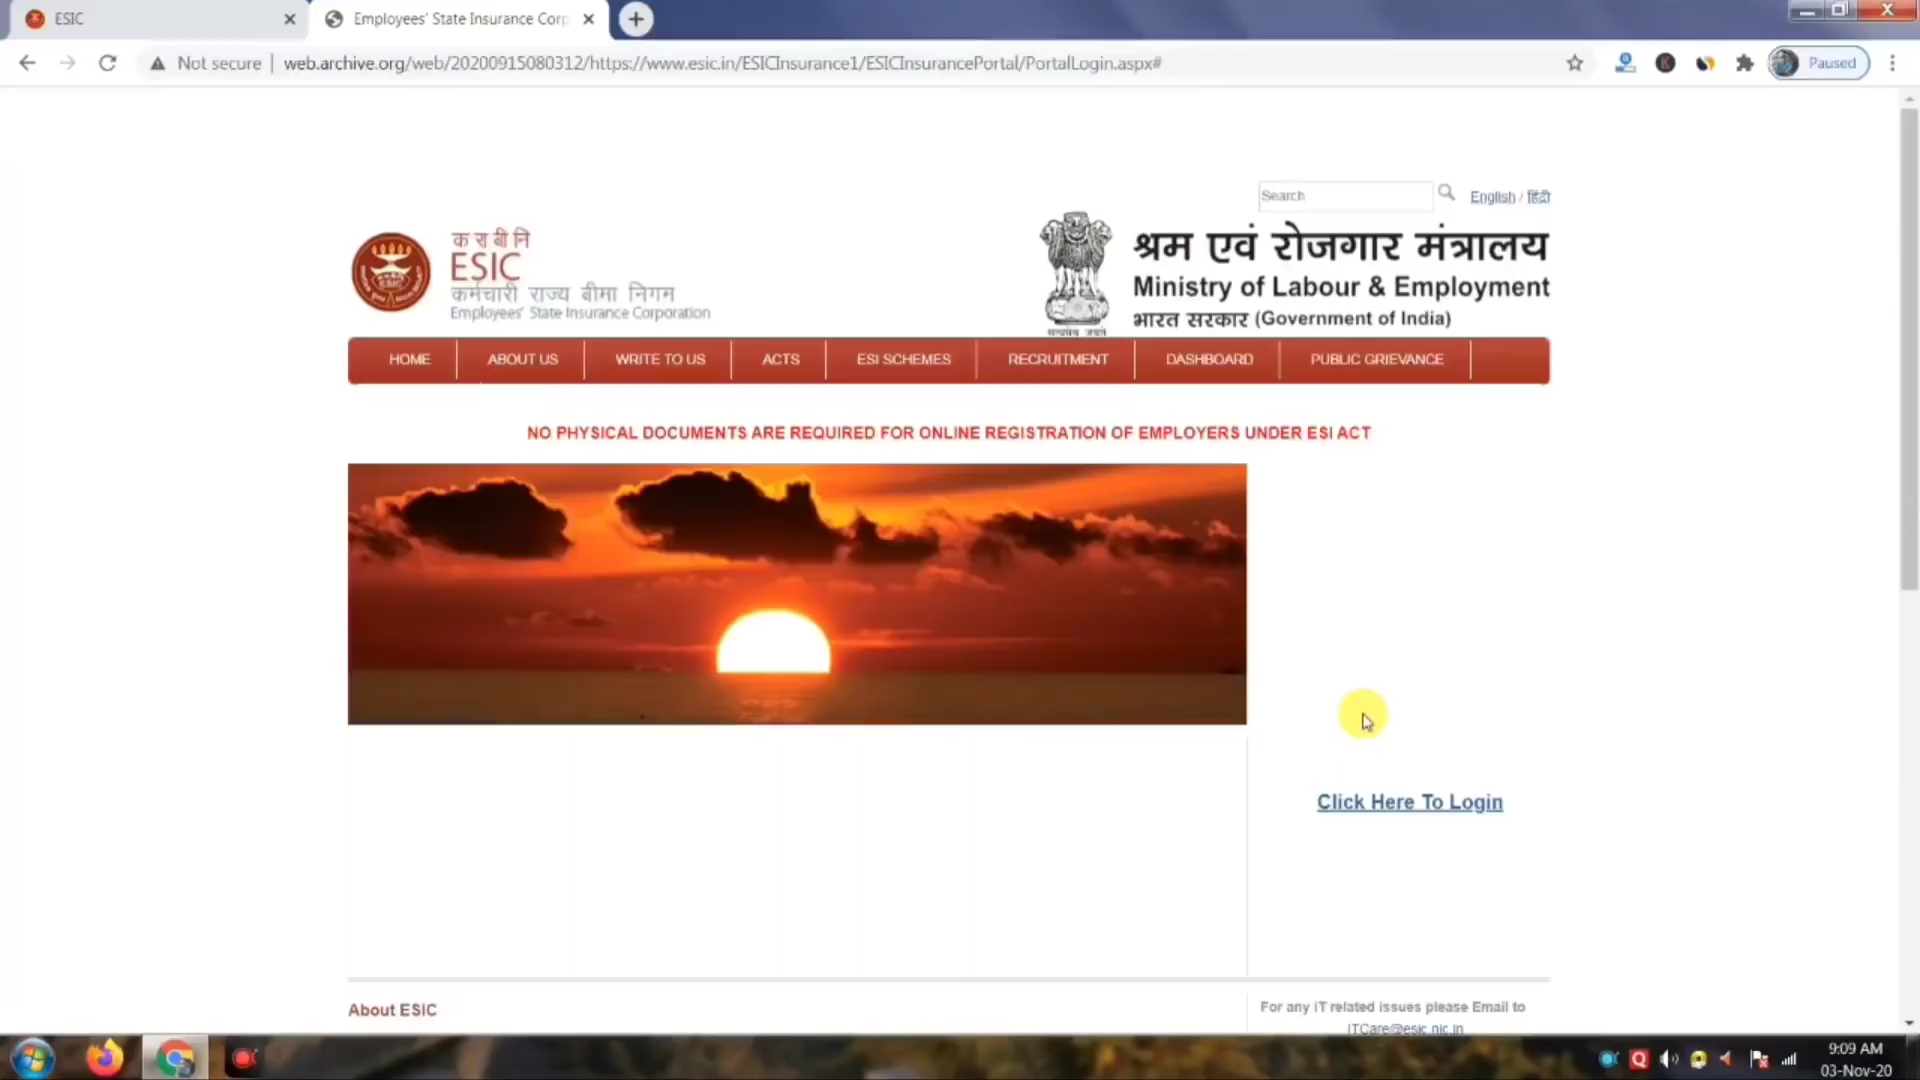 ESIC
Employees' State Insurance Corp
Not secure
web.archive.org/web/20200915080312/https://www.esic.in/ESICInsurance1/ESICInsurancePortal/PortalLogin.aspx#
Paused
Search
English / हिंदी
क रा बी नि
ESIC
कर्मचारी राज्य बीमा निगम
Employees' State Insurance Corporation
श्रम एवं रोजगार मंत्रालय
Ministry of Labour & Employment
भारत सरकार (Government of India)
HOME
ABOUT US
WRITE TO US
ACTS
ESI SCHEMES
RECRUITMENT
DASHBOARD
PUBLIC GRIEVANCE
NO PHYSICAL DOCUMENTS ARE REQUIRED FOR ONLINE REGISTRATION OF EMPLOYERS UNDER ESI ACT
Click Here To Login
About ESIC
For any IT related issues please Email to
ITCare@esic.nic.in
9:09 AM
03-Nov-20